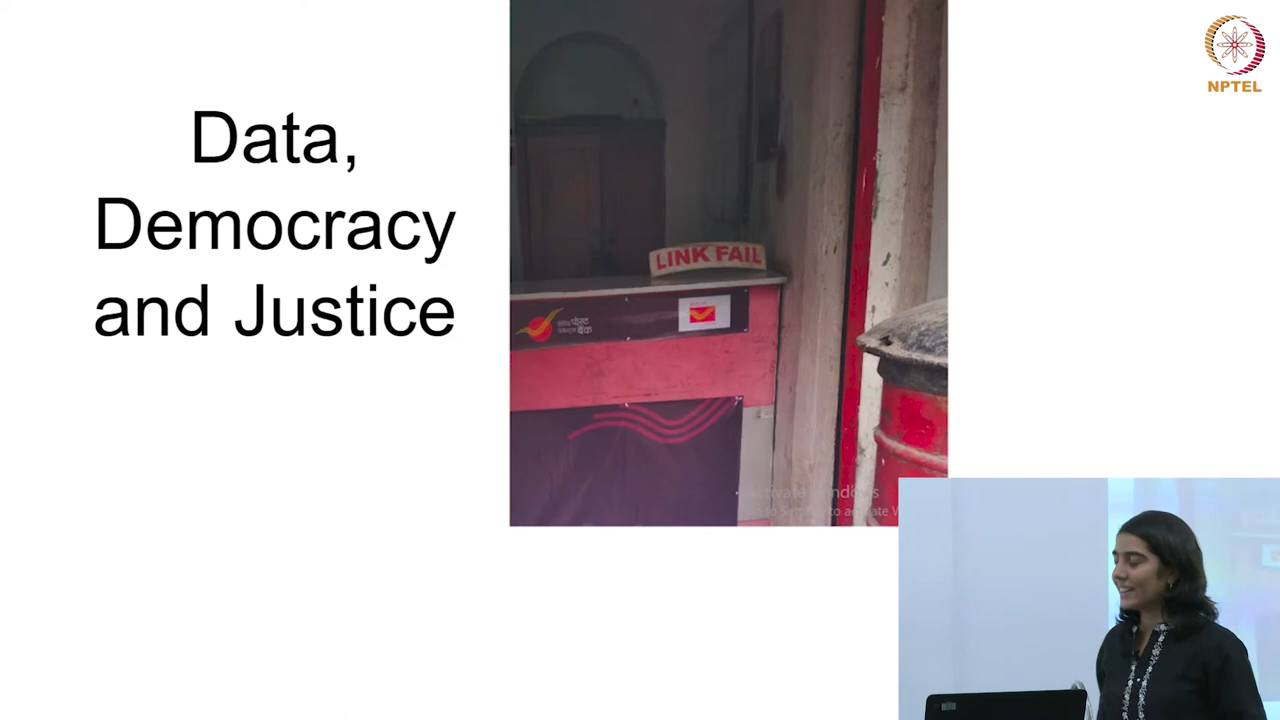 Data,
Democracy
and Justice
NPTEL
LINK FAIL
पोस्ट
बैंक